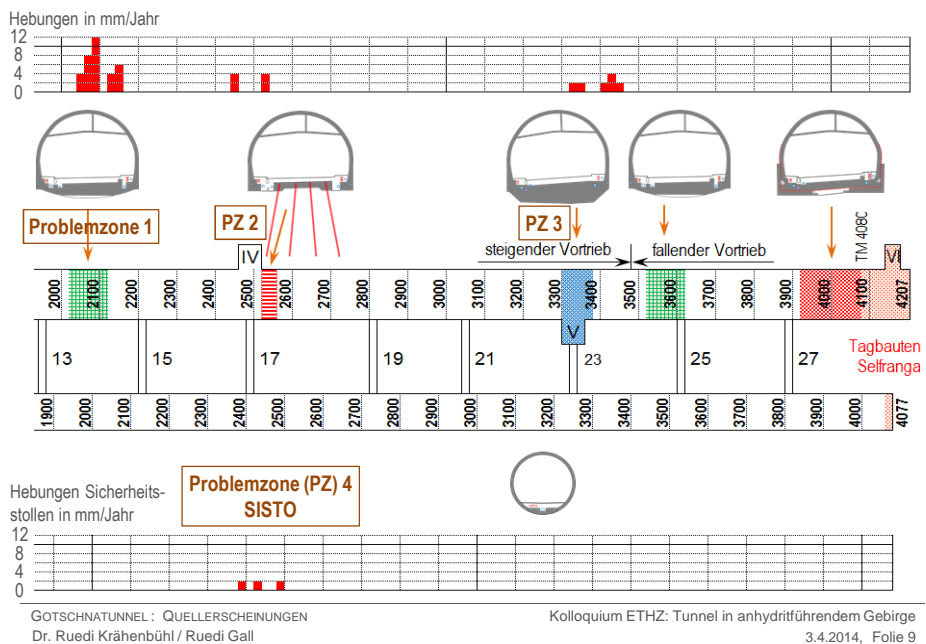 Hebungen in mm/Jahr
12
8
4
0
Problemzone 1
PZ 2
PZ 3
steigender Vortrieb
fallender Vortrieb
TM 4080
IV
VI
2000 2100 2200 2300 2400 2500 2600 2700 2800 2900 3000 3100 3200 3300 3400 3500 3600 3700 3800 3900 4000 4100 4207
V
13 15 17 19 21 23 25 27
Tagbauten
Selfranga
1900 2000 2100 2200 2300 2400 2500 2600 2700 2800 2900 3000 3100 3200 3300 3400 3500 3600 3700 3800 3900 4000 4077
Problemzone (PZ) 4
SISTO
Hebungen Sicherheits-
stollen in mm/Jahr
12
8
4
0
GOTSCHNATUNNEL: QUELLERSCHEINUNGEN
Dr. Ruedi Krähenbühl / Ruedi Gall
Kolloquium ETHZ: Tunnel in anhydritführendem Gebirge
3.4.2014, Folie 9